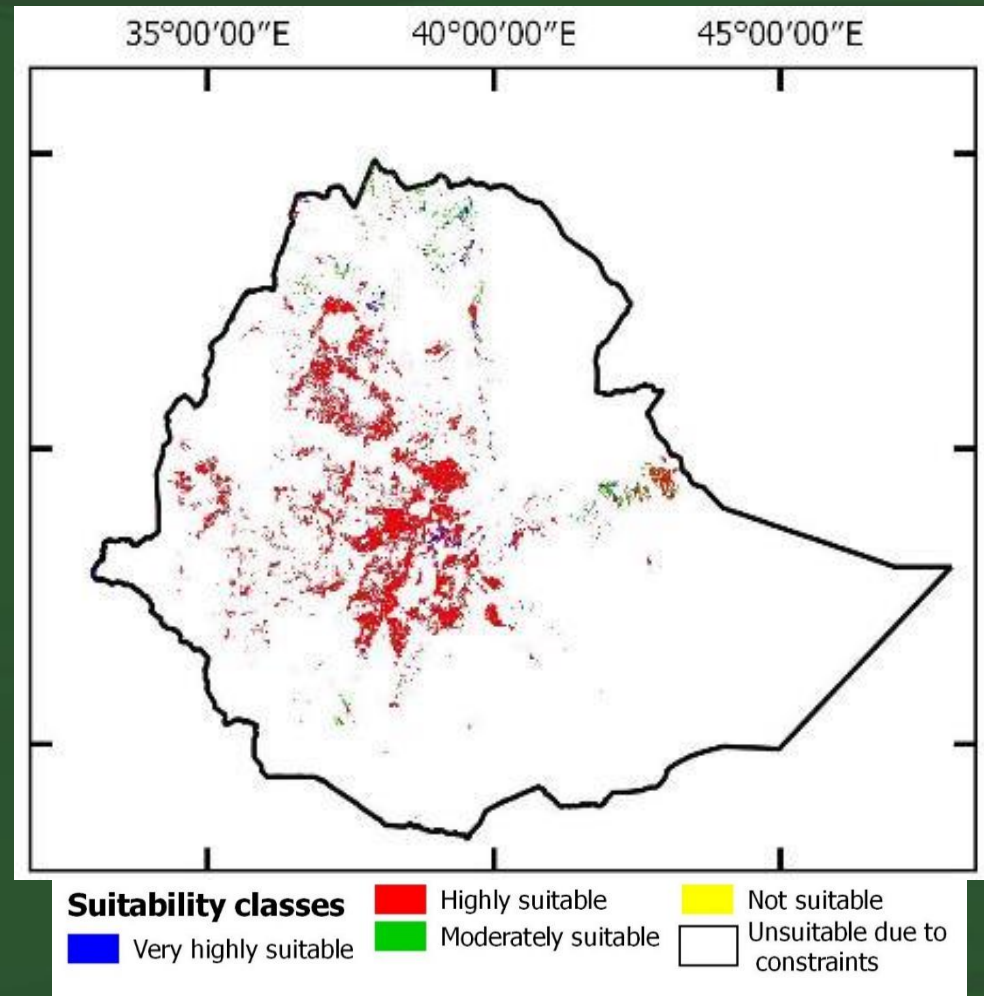 35°00'00"E 40°00'00"E 45°00'00"E
Suitability classes
Very highly suitable
Highly suitable
Moderately suitable
Not suitable
Unsuitable due to
constraints